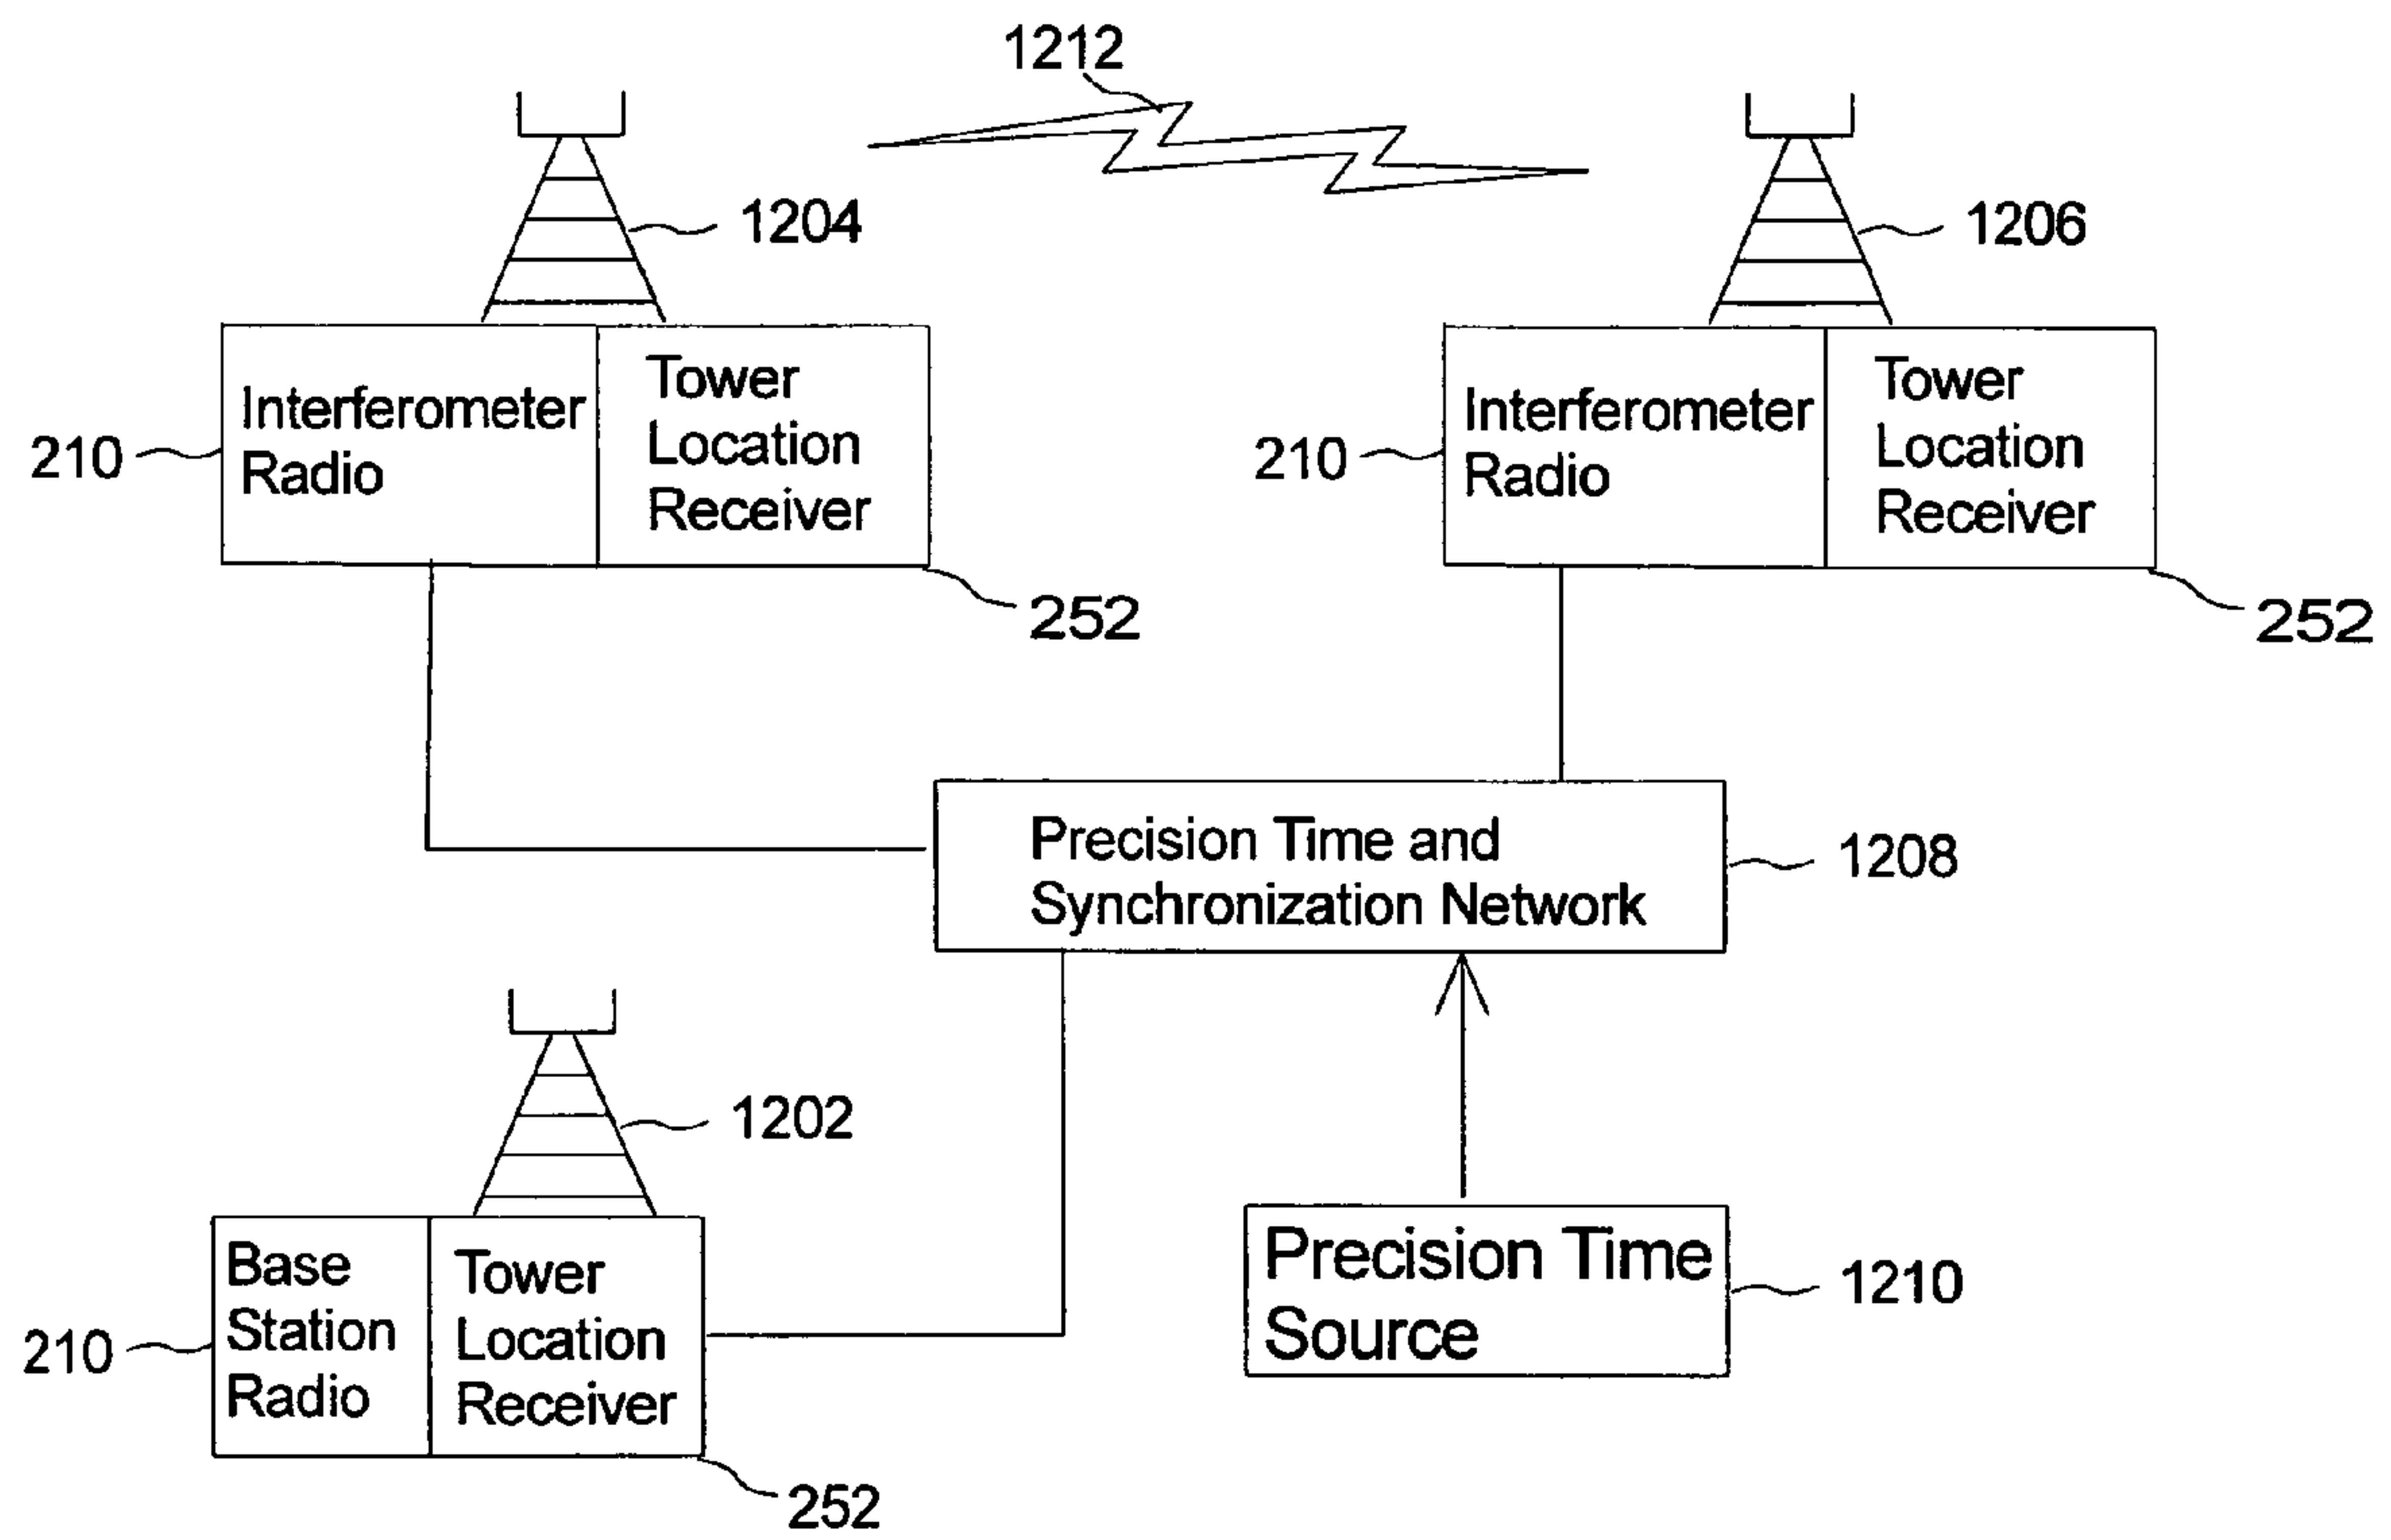 1212
1204
1206
Interferometer
Radio
Tower
Location
Receiver
210
252
Interferometer
Radio
Tower
Location
Receiver
210
252
Precision Time and
Synchronization Network
1208
1202
Base
Station
Radio
Tower
Location
Receiver
210
252
Precision Time
Source
1210